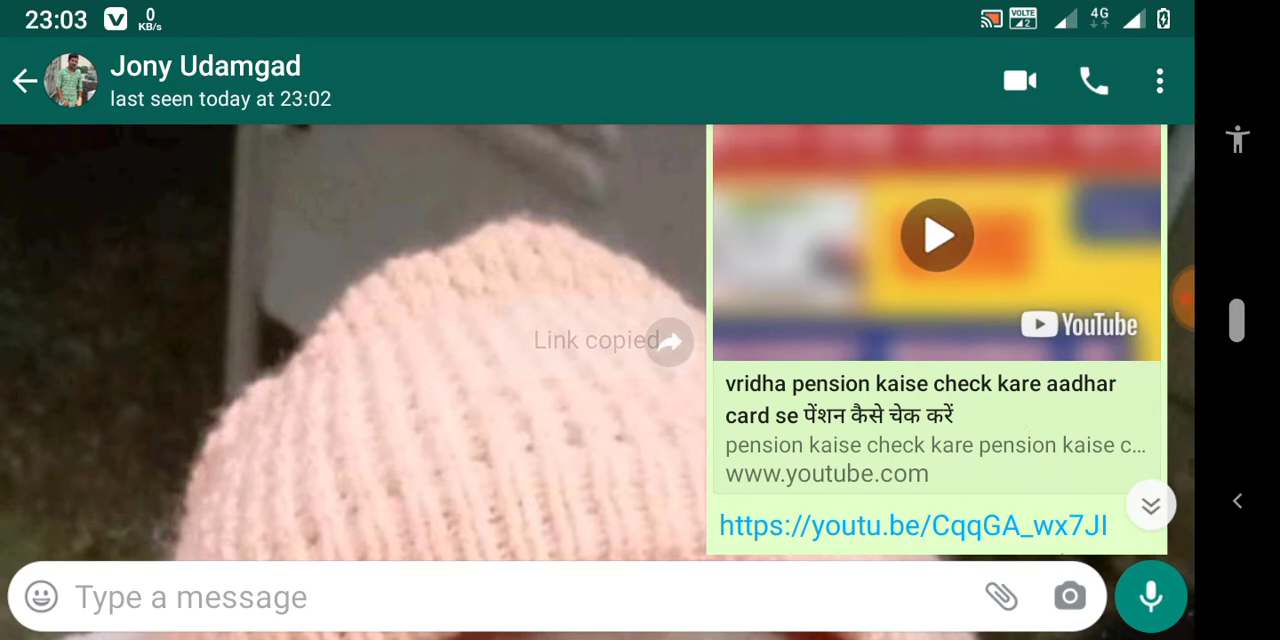 23:03 V 0 KB/s VOLTE 2 4G
Jony Udamgad
last seen today at 23:02
YouTube
Link copied
vridha pension kaise check kare aadhar
card se पेंशन कैसे चेक करें
pension kaise check kare pension kaise c...
www.youtube.com
https://youtu.be/CqqGA_wx7JI
Type a message